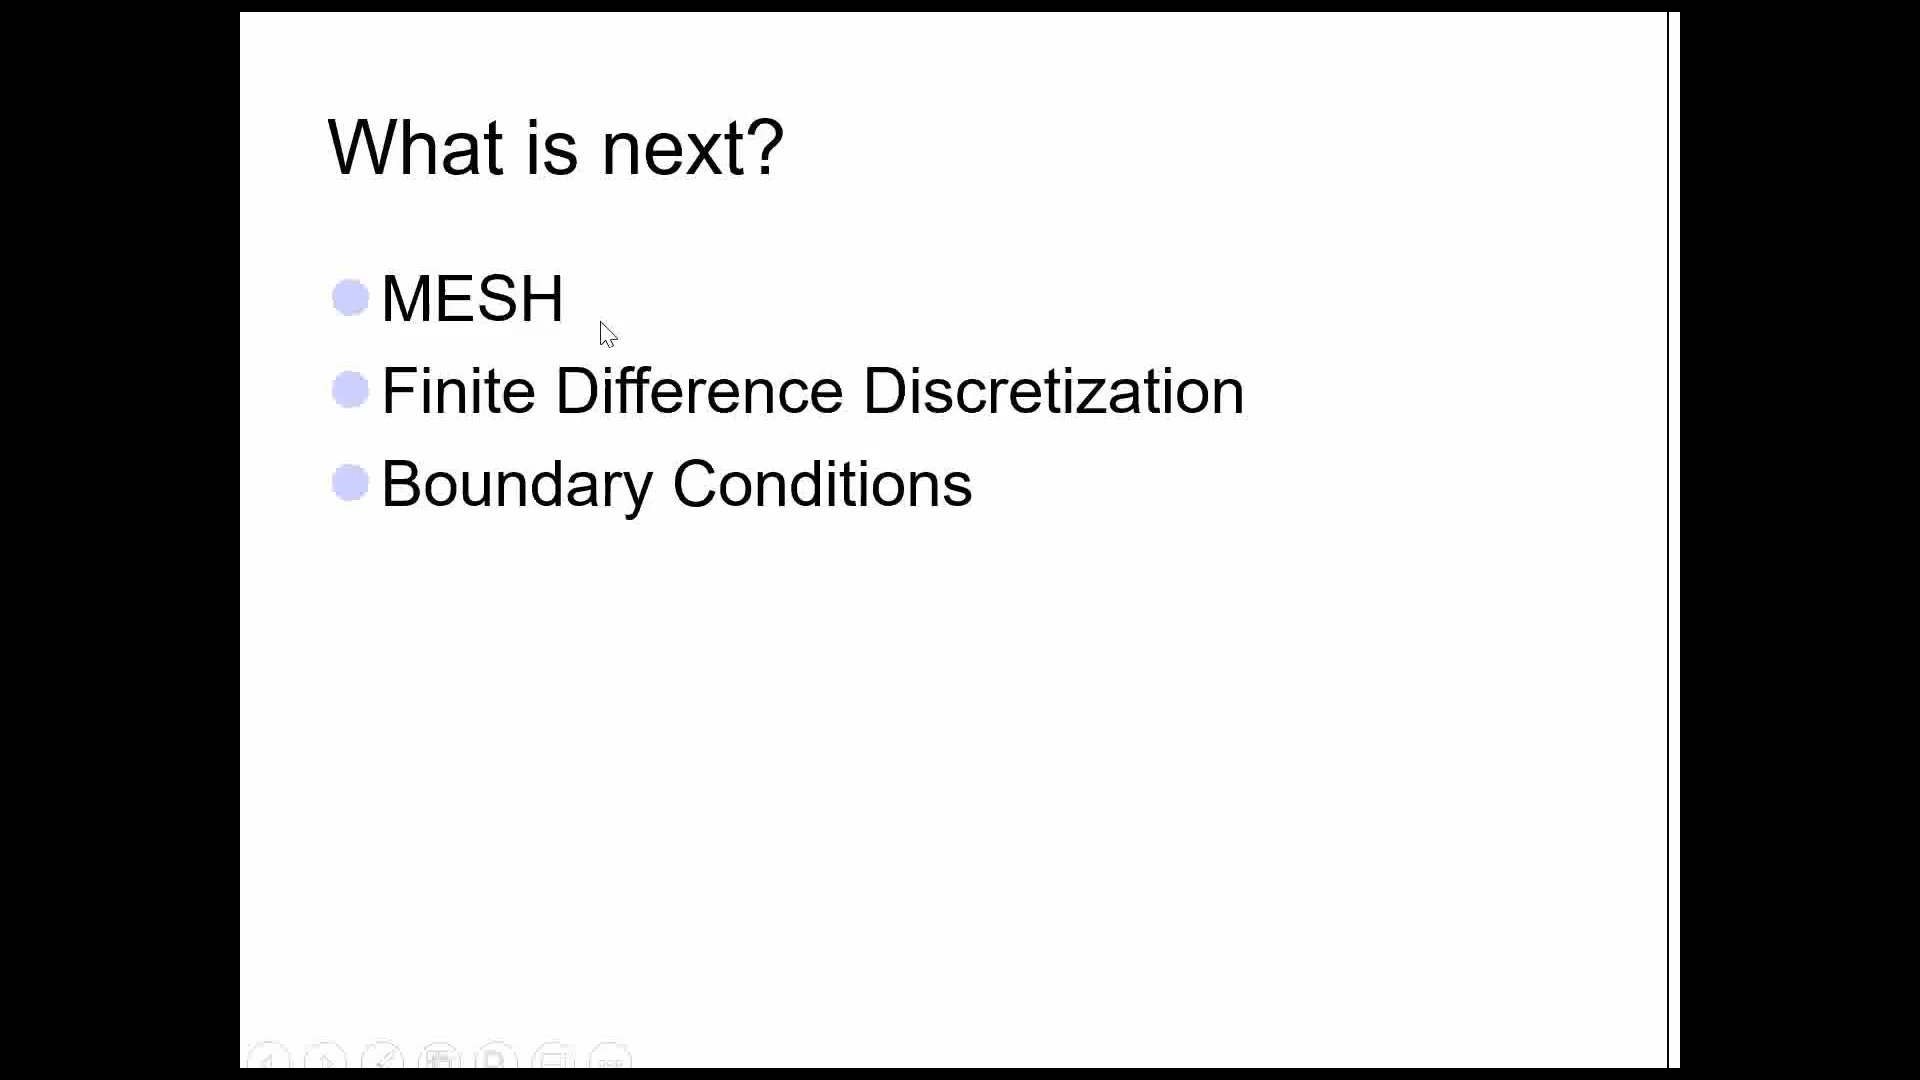 What is next?
MESH
Finite Difference Discretization
Boundary Conditions